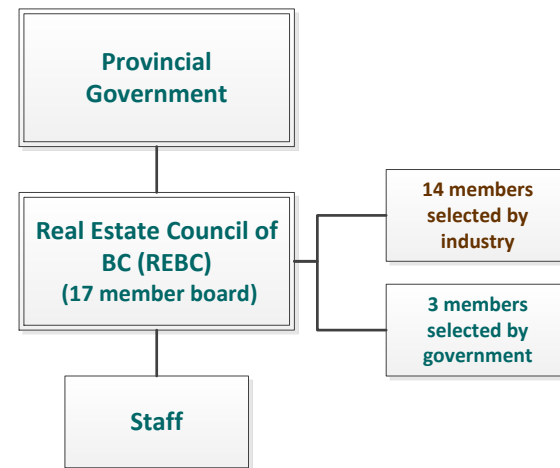 Provincial
Government
Real Estate Council of
BC (REBC)
(17 member board)
14 members
selected by
industry
3 members
selected by
government
Staff